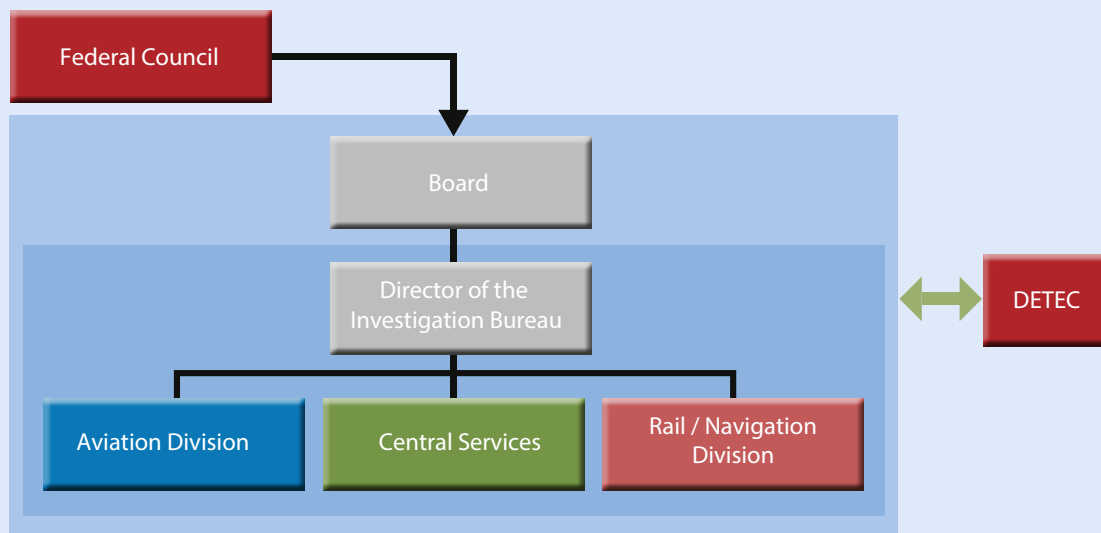 Federal Council
Board
Director of the
Investigation Bureau
DETEC
Aviation Division
Central Services
Rail / Navigation
Division